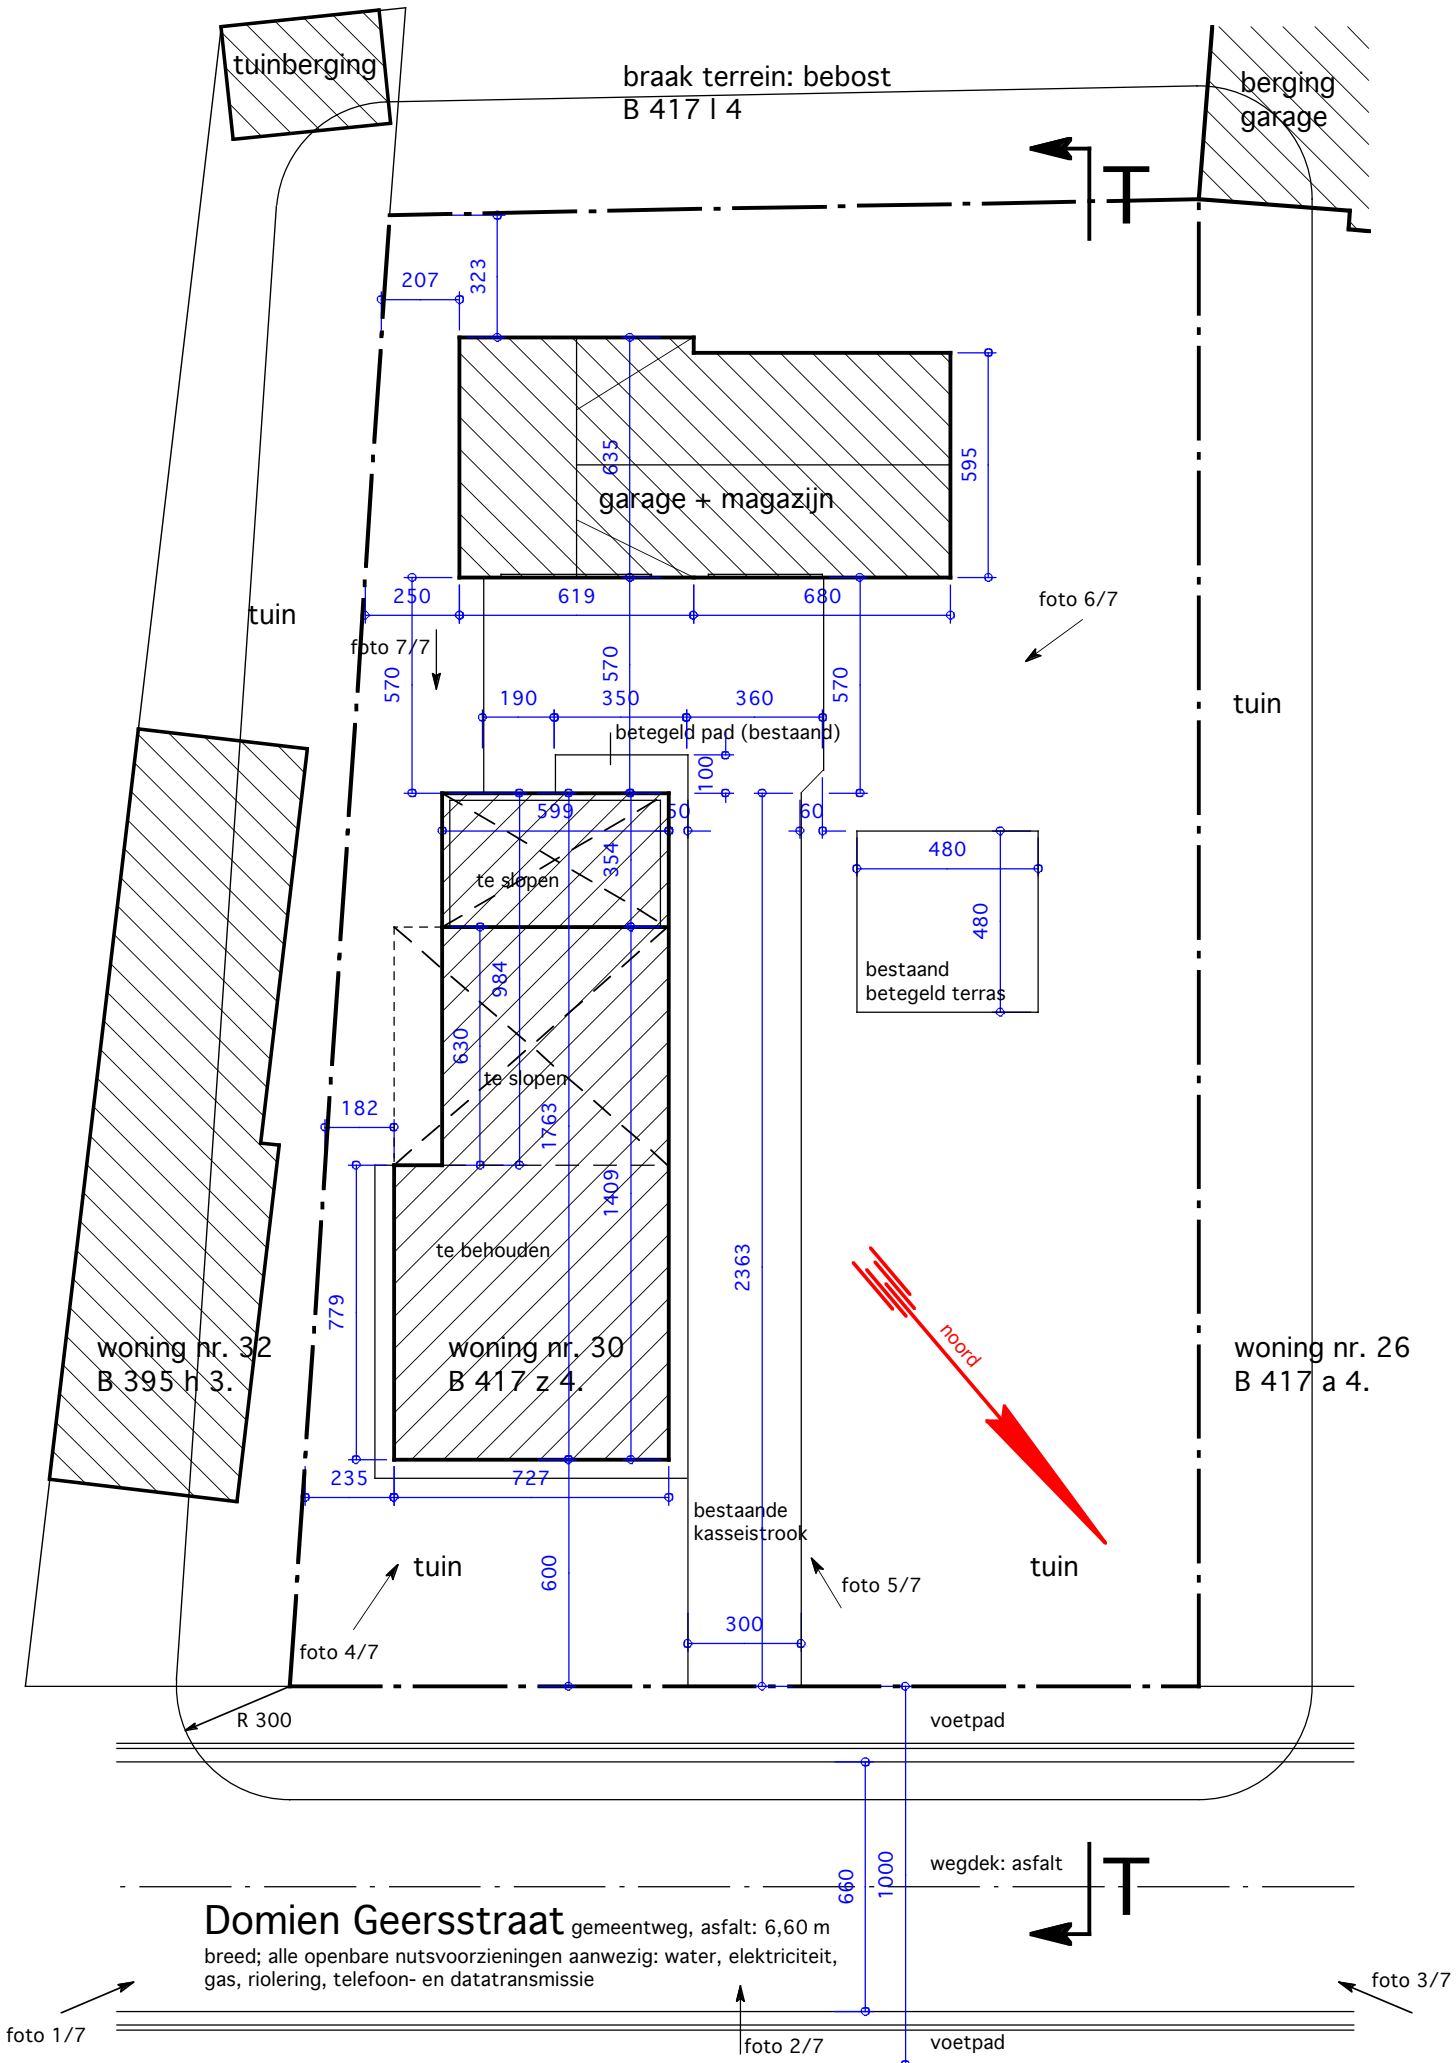 tuinberging
braak terrein: bebost
B 417 l 4
berging
garage
T
207
323
635
595
garage + magazijn
250
619
680
tuin
foto 6/7
foto 7/7
570
570
570
190
350
360
tuin
betegeld pad (bestaand)
100
599
50
60
354
te slopen
480
480
984
bestaand
betegeld terras
630
te slopen
182
1763
1409
te behouden
2363
779
noord
woning nr. 32
B 395 h 3.
woning nr. 30
B 417 z 4.
woning nr. 26
B 417 a 4.
235
727
bestaande
kasseistrook
tuin
600
tuin
foto 5/7
300
foto 4/7
R 300
voetpad
660
1000
wegdek: asfalt
T
Domien Geersstraat gemeentweg, asfalt: 6,60 m
breed; alle openbare nutsvoorzieningen aanwezig: water, elektriciteit,
gas, riolering, telefoon- en datatransmissie
foto 3/7
foto 1/7
foto 2/7
voetpad